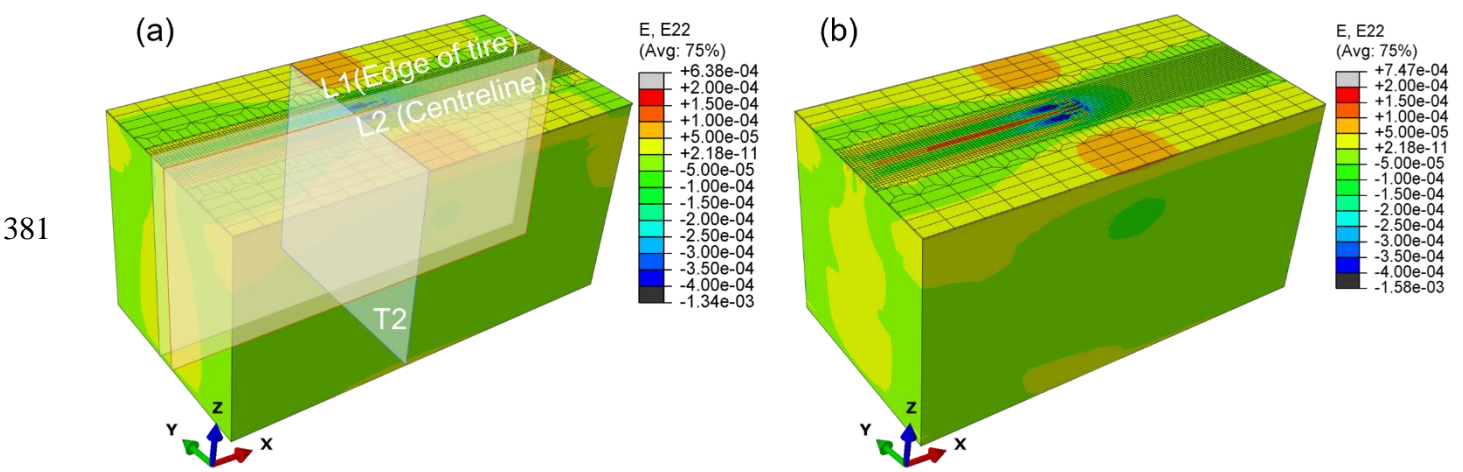 (a)
E, E22
(Avg: 75%)
+6.38e-04
+2.00e-04
+1.50e-04
+1.00e-04
+5.00e-05
+2.18e-11
-5.00e-05
-1.00e-04
-1.50e-04
-2.00e-04
-2.50e-04
-3.00e-04
-3.50e-04
-4.00e-04
-1.34e-03
L1(Edge of tire)
L2 (Centreline)
T2
Z
Y
X
(b)
E, E22
(Avg: 75%)
+7.47e-04
+2.00e-04
+1.50e-04
+1.00e-04
+5.00e-05
+2.18e-11
-5.00e-05
-1.00e-04
-1.50e-04
-2.00e-04
-2.50e-04
-3.00e-04
-3.50e-04
-4.00e-04
-1.58e-03
Z
Y
X
381